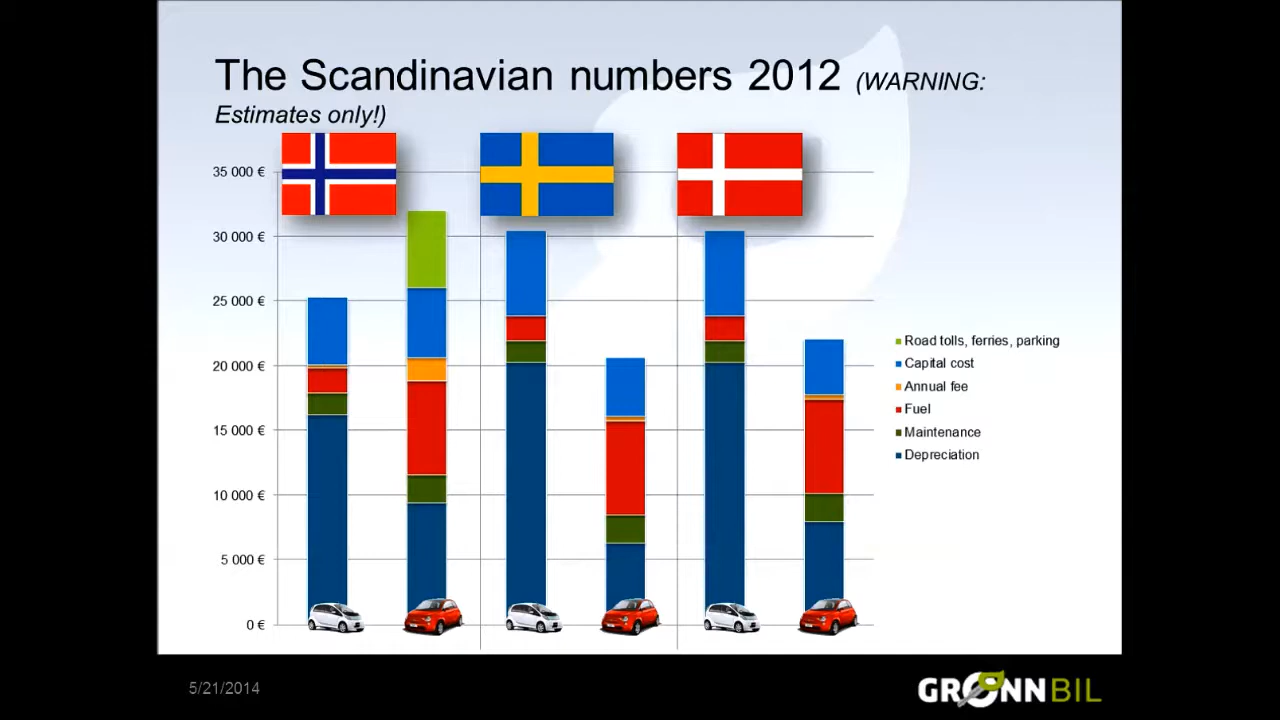 The Scandinavian numbers 2012 (WARNING:
Estimates only!)
35 000 €
30 000 €
25 000 €
20 000 €
15 000 €
10 000 €
5 000 €
0 €
Road tolls, ferries, parking
Capital cost
Annual fee
Fuel
Maintenance
Depreciation
5/21/2014
GRØNN BIL